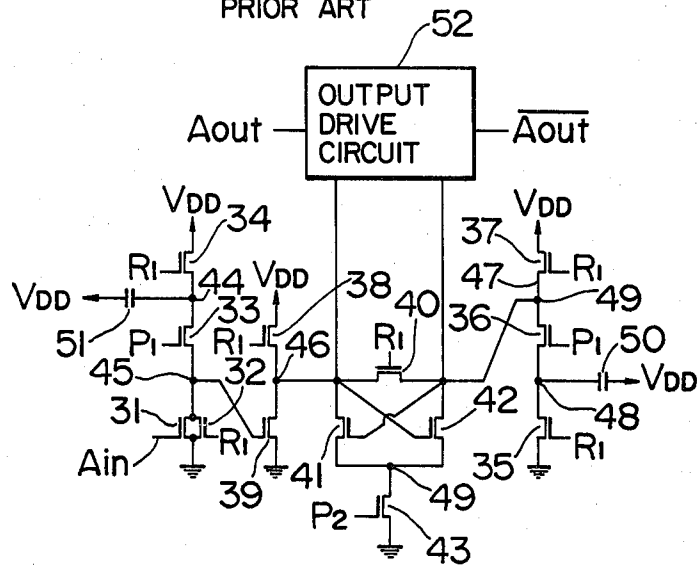 PRIOR ART
52
OUTPUT
DRIVE
CIRCUIT
Aout
Aout
VDD
34
R1
VDD
44
33
VDD
38
40
VDD
37
47
R1
49
51
P1
R1
46
R1
36
P1
50
45
32
VDD
31
42
48
Ain
R1
39
41
35
R1
49
P2
43